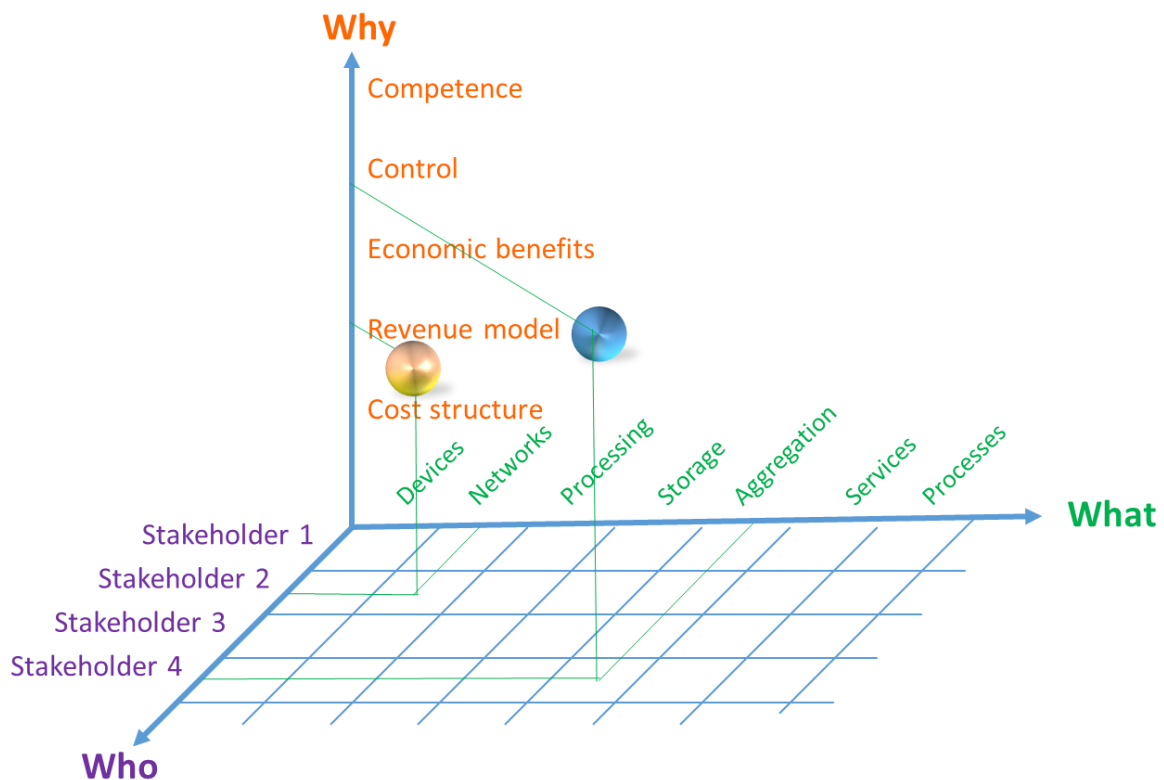 Why
Competence
Control
Economic benefits
Revenue model
Cost structure
Devices
Networks
Processing
Storage
Aggregation
Services
Processes
What
Stakeholder 1
Stakeholder 2
Stakeholder 3
Stakeholder 4
Who